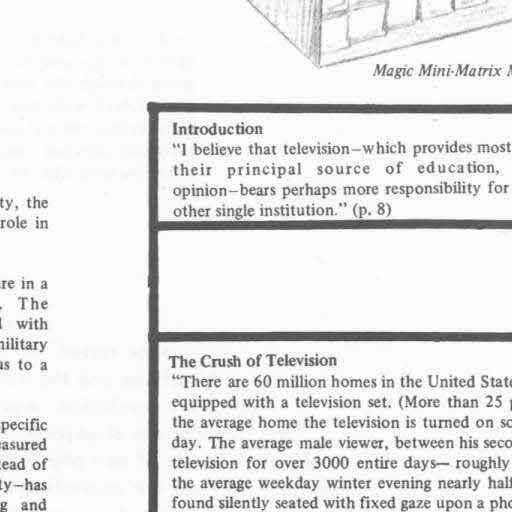 Magic Mini-Matrix
Introduction
"I believe that television—which provides most
their principal source of education,
opinion—bears perhaps more responsibility for
other single institution." (p. 8)
ty, the
role in
re in a
. The
with
military
us to a
pecific
easured
ead of
ty—has
g and
The Crush of Television
"There are 60 million homes in the United State
equipped with a television set. (More than 25
the average home the television is turned on so
day. The average male viewer, between his seco
television for over 3000 entire days— roughly
the average weekday winter evening nearly half
found silently seated with fixed gaze upon a pho